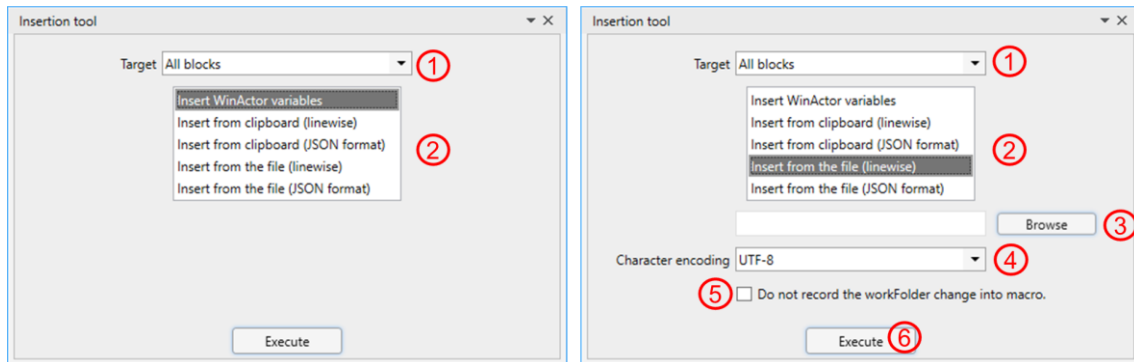 Insertion tool
Target All blocks ①
Insert WinActor variables
Insert from clipboard (linewise)
Insert from clipboard (JSON format) ②
Insert from the file (linewise)
Insert from the file (JSON format)
Execute
Insertion tool
Target All blocks ①
Insert WinActor variables
Insert from clipboard (linewise)
Insert from clipboard (JSON format) ②
Insert from the file (linewise)
Insert from the file (JSON format)
Browse ③
Character encoding UTF-8 ④
⑤ Do not record the workFolder change into macro.
Execute ⑥